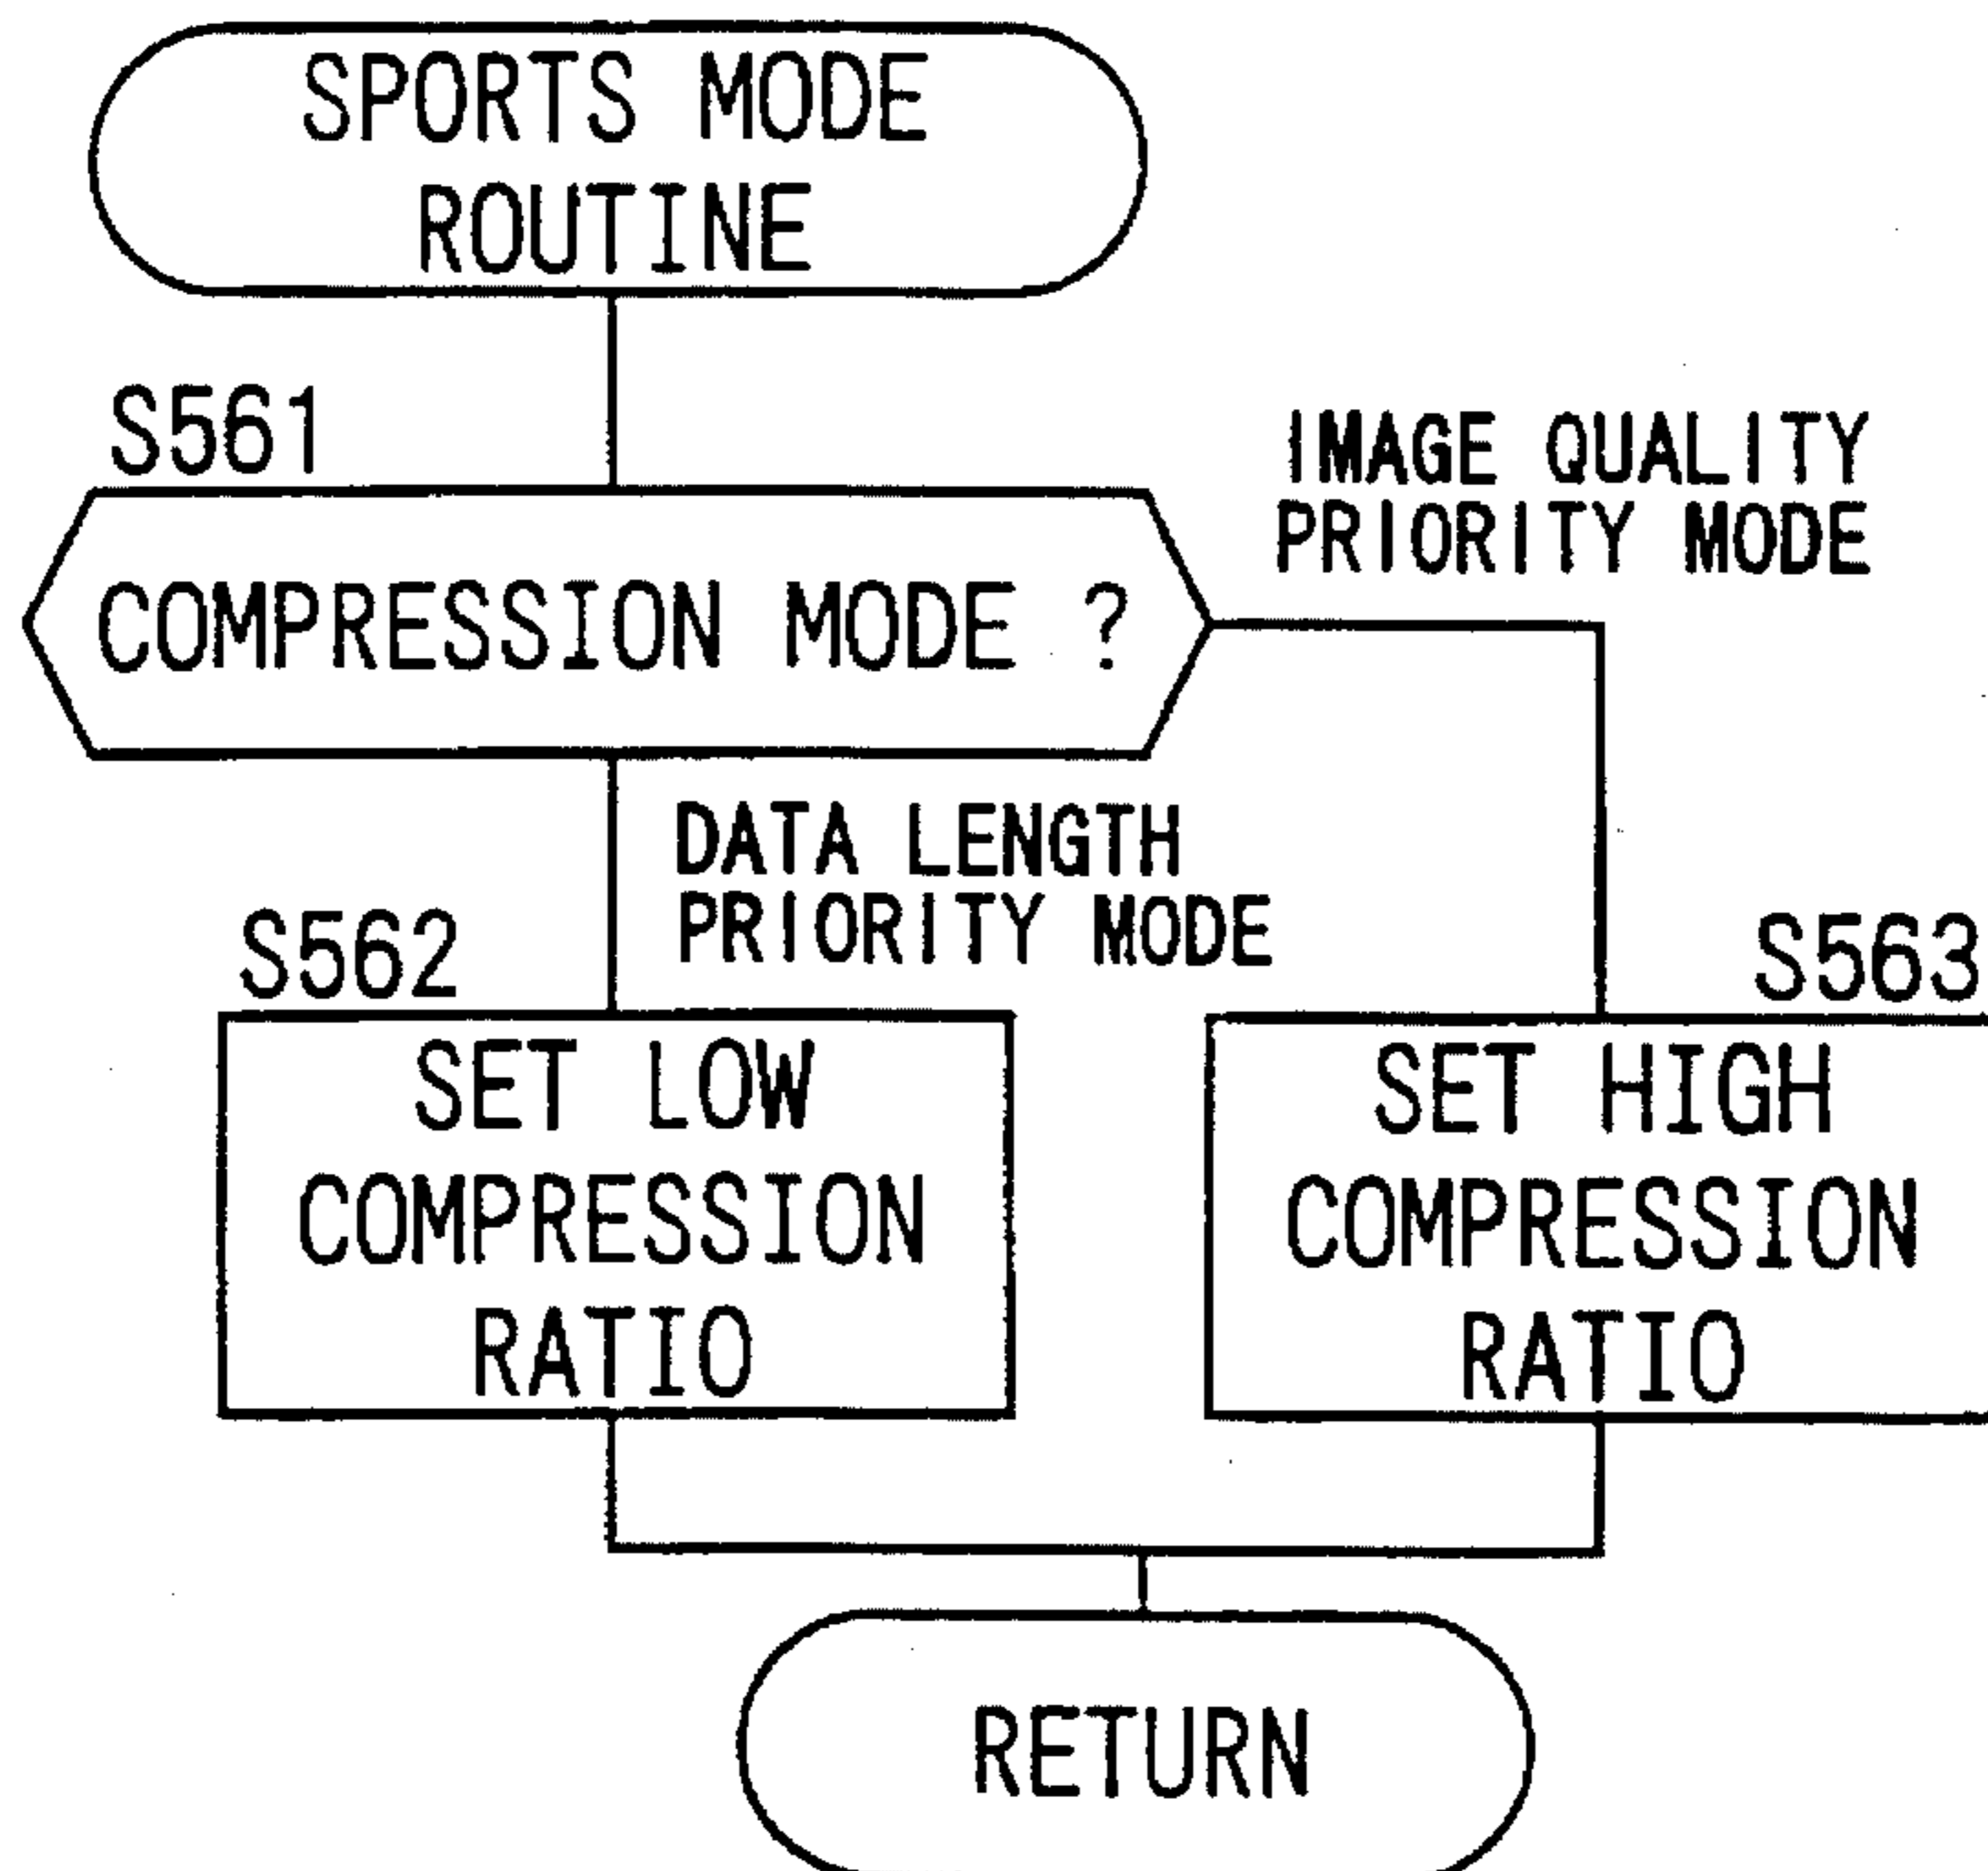 SPORTS MODE
ROUTINE
S561
COMPRESSION MODE ?
IMAGE QUALITY
PRIORITY MODE
DATA LENGTH
PRIORITY MODE
S562
SET LOW
COMPRESSION
RATIO
S563
SET HIGH
COMPRESSION
RATIO
RETURN